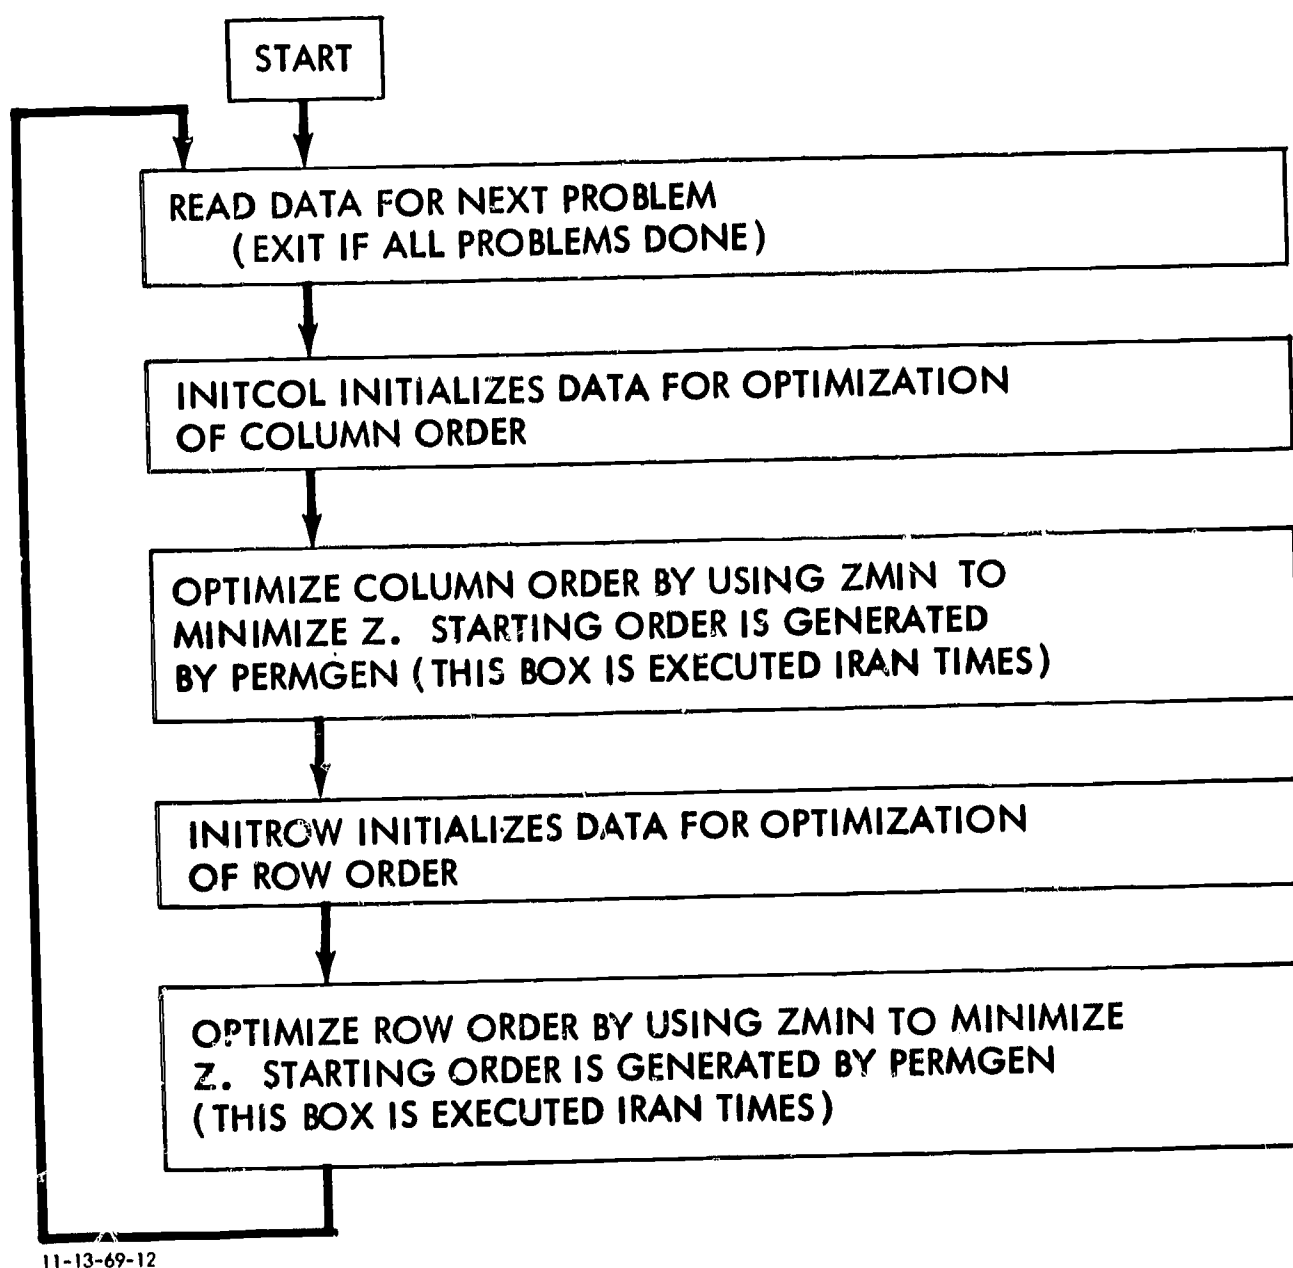 START
READ DATA FOR NEXT PROBLEM
(EXIT IF ALL PROBLEMS DONE)
INITCOL INITIALIZES DATA FOR OPTIMIZATION
OF COLUMN ORDER
OPTIMIZE COLUMN ORDER BY USING ZMIN TO
MINIMIZE Z. STARTING ORDER IS GENERATED
BY PERMGEN (THIS BOX IS EXECUTED IRAN TIMES)
INITROW INITIALIZES DATA FOR OPTIMIZATION
OF ROW ORDER
OPTIMIZE ROW ORDER BY USING ZMIN TO MINIMIZE
Z. STARTING ORDER IS GENERATED BY PERMGEN
(THIS BOX IS EXECUTED IRAN TIMES)
11-13-69-12